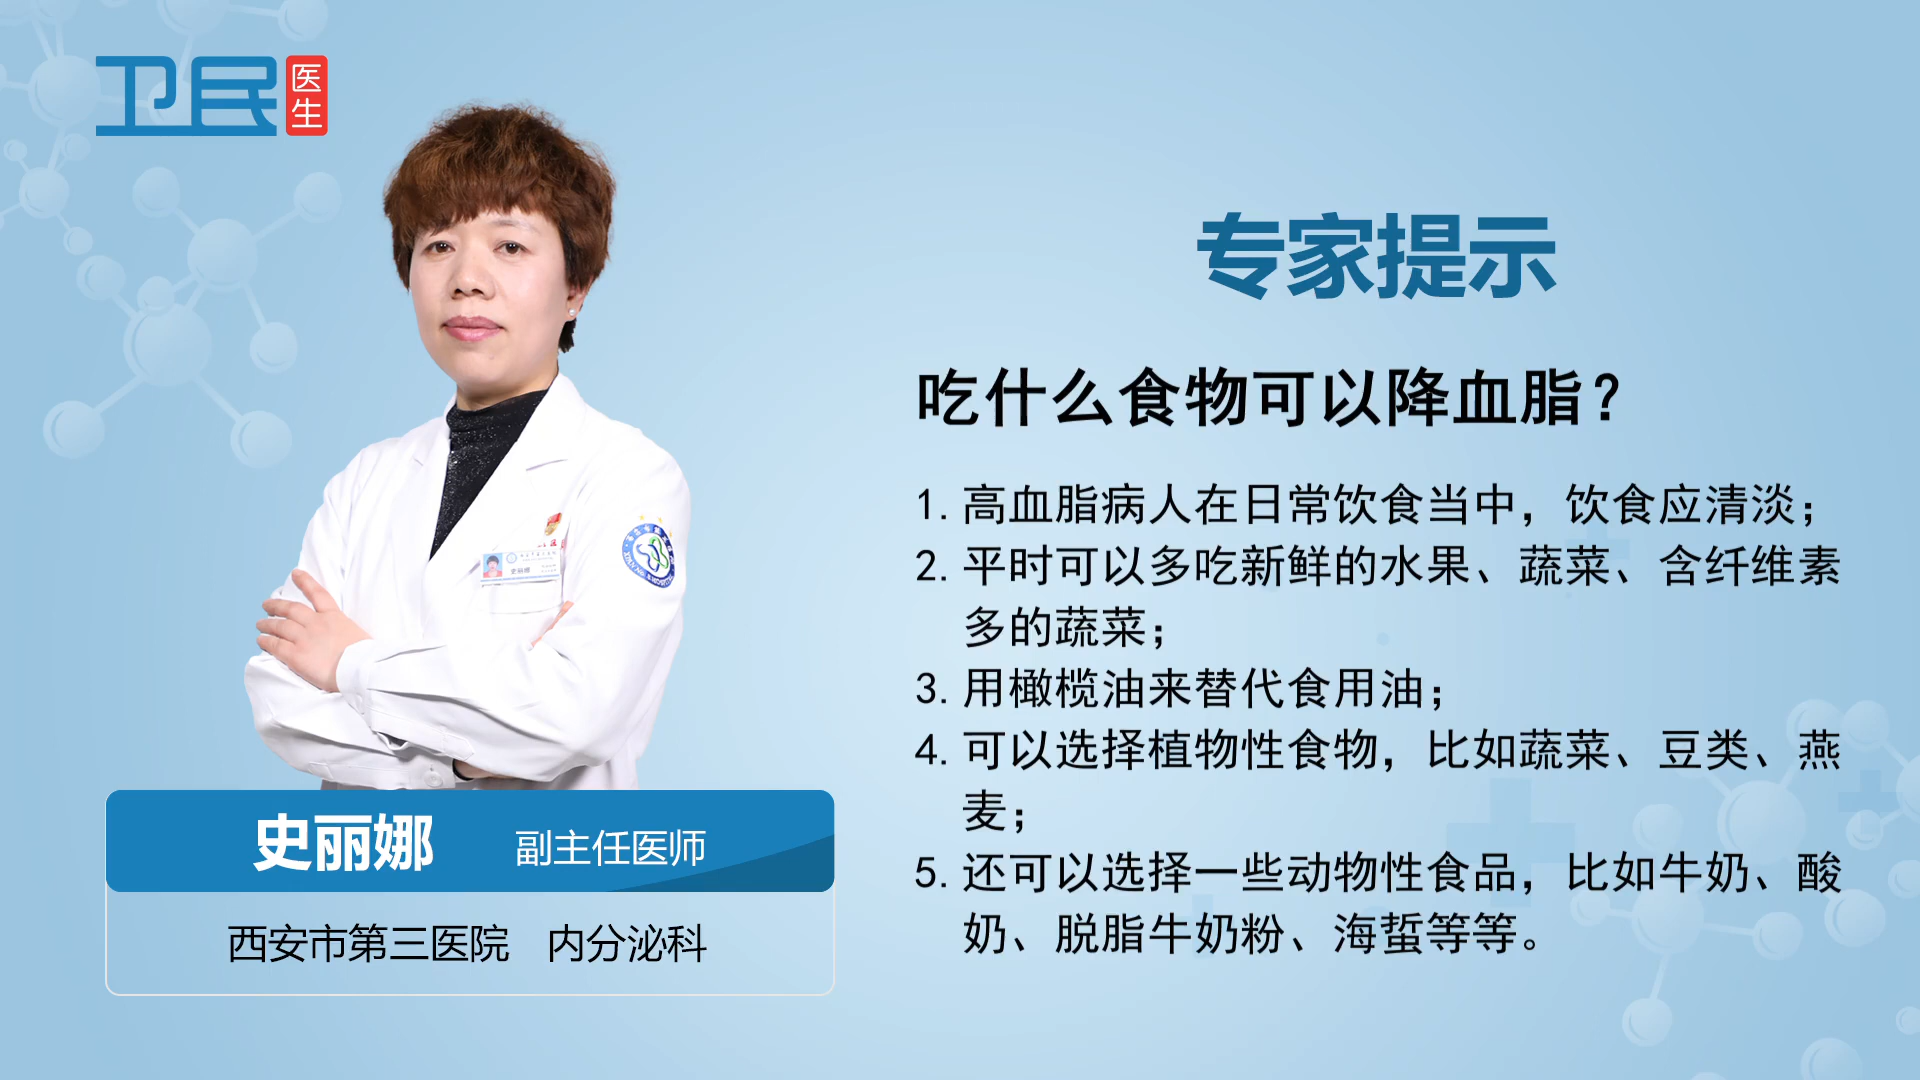 卫民
医生
专家提示
吃什么食物可以降血脂？
1. 高血脂病人在日常饮食当中，饮食应清淡；
2. 平时可以多吃新鲜的水果、蔬菜、含纤维素
多的蔬菜；
3. 用橄榄油来替代食用油；
4. 可以选择植物性食物，比如蔬菜、豆类、燕
麦；
5. 还可以选择一些动物性食品，比如牛奶、酸
奶、脱脂牛奶粉、海蜇等等。
史丽娜
史丽娜 副主任医师
西安市第三医院 内分泌科